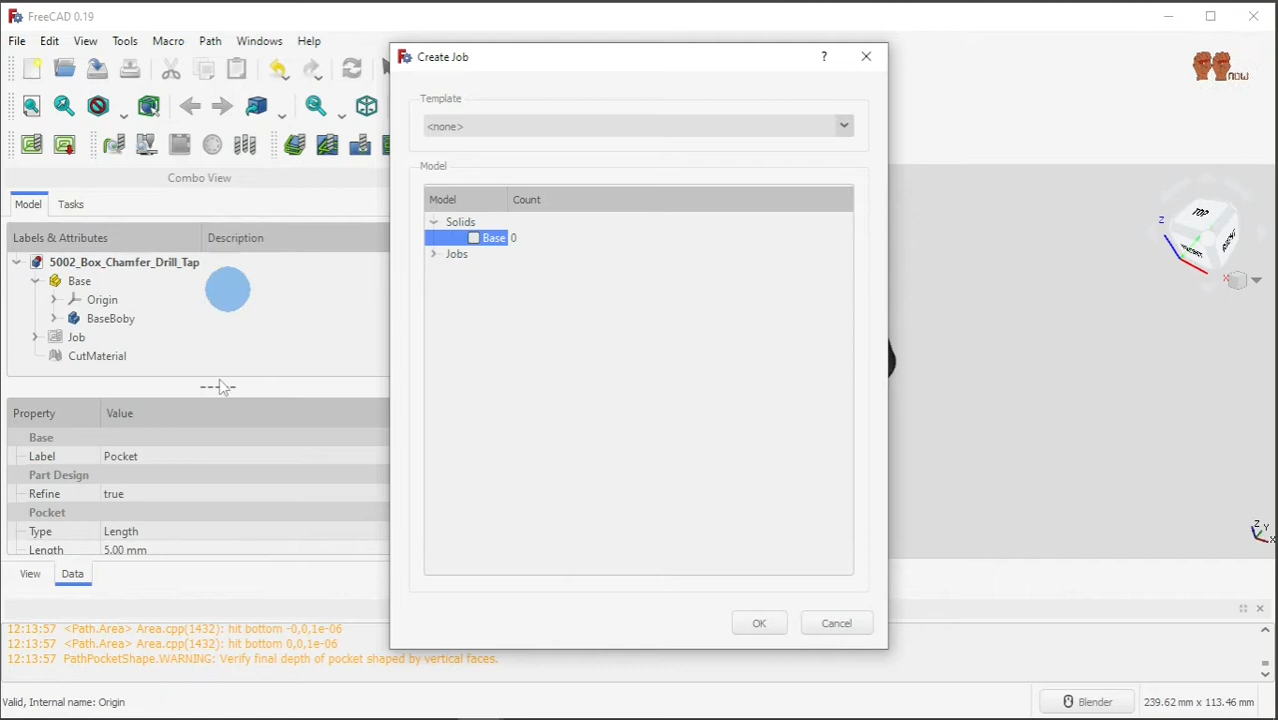 FreeCAD 0.19
File Edit View Tools Macro Path Windows Help
Create Job
?
Template
<none>
Model
Model Count
Solids
Base 0
Jobs
OK Cancel
now
Combo View
Model Tasks
Labels & Attributes Description
5002_Box_Chamfer_Drill_Tap
Base
Origin
BaseBoby
Job
CutMaterial
Property Value
Base
Label Pocket
Part Design
Refine true
Pocket
Type Length
Length 5.00 mm
View Data
TOP
Z
X
Z Y
X
12:13:57 <Path.Area> Area.cpp(1432): hit bottom -0,0,1e-06
12:13:57 <Path.Area> Area.cpp(1432): hit bottom 0,0,1e-06
12:13:57 PathPocketShape.WARNING: Verify final depth of pocket shaped by vertical faces.
Valid, Internal name: Origin
Blender 239.62 mm x 113.46 mm